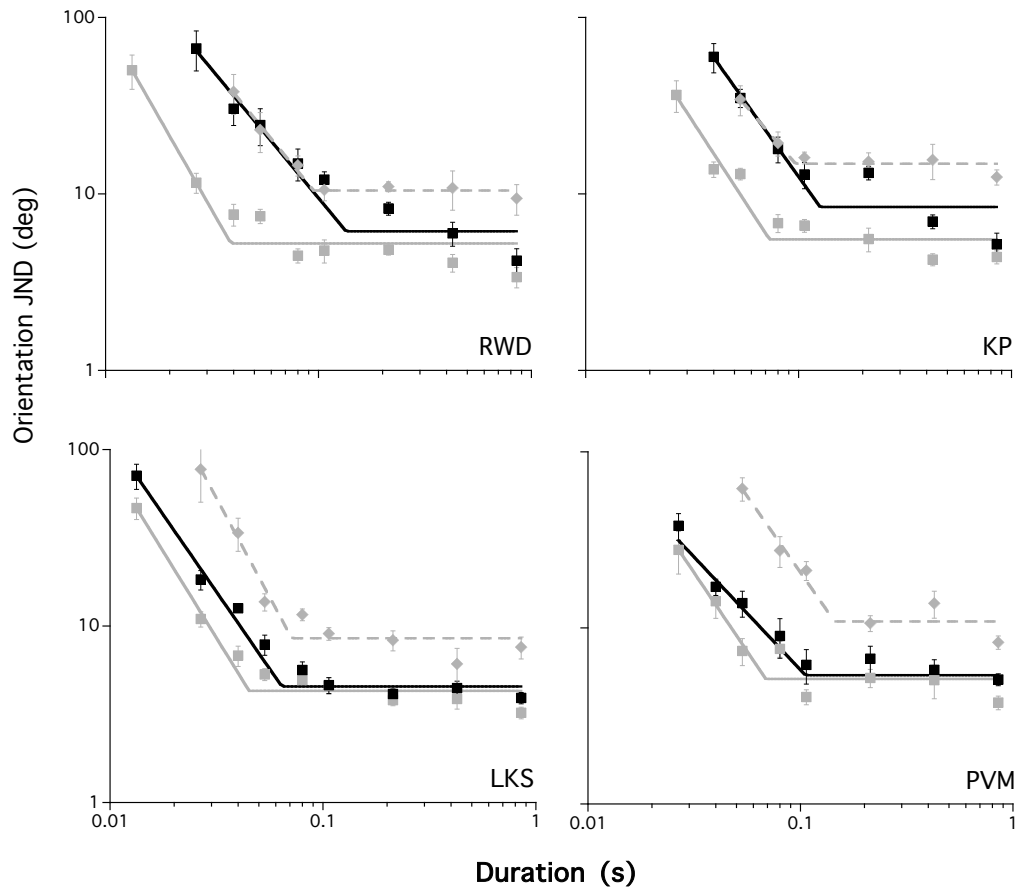 100
10
1
RWD
KP
Orientation JND (deg)
100
10
1
LKS
PVM
0.01
0.1
1
0.01
0.1
1
Duration (s)